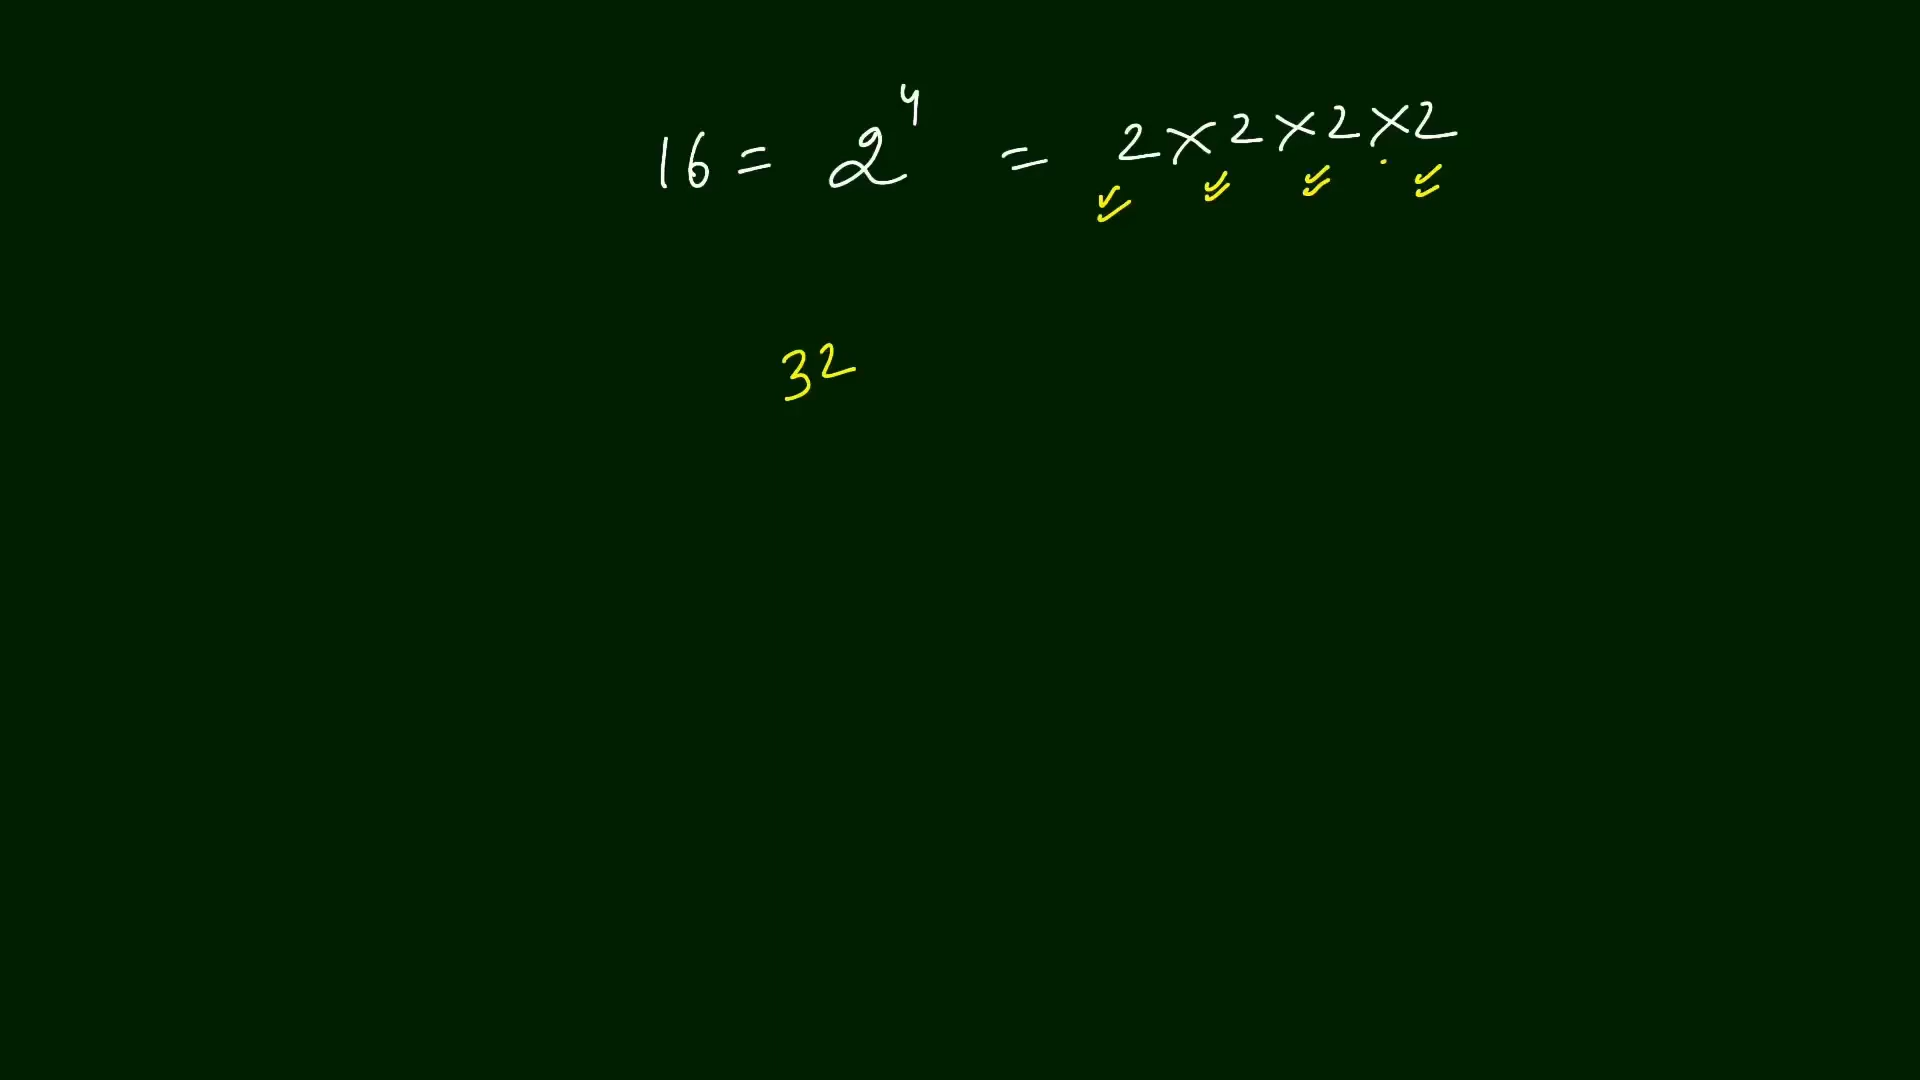 16 = 2⁴ = 2×2×2×2
32